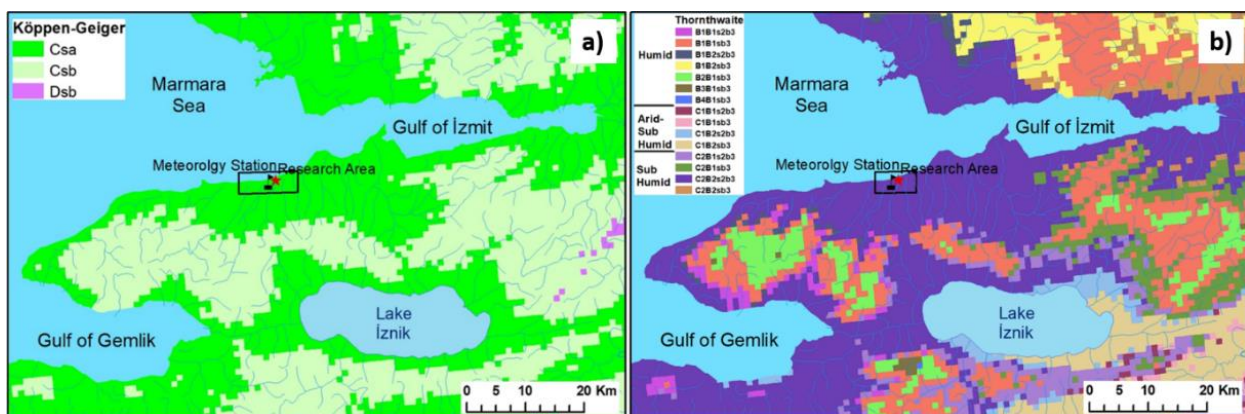 Köppen-Geiger
Csa
Csb
Dsb
a)
Marmara
Sea
Gulf of İzmit
Meteorolgy Station
Research Area
Lake
İznik
Gulf of Gemlik
0 5 10 20 Km
Thornthwaite
Humid
B1B1s2b3
B1B1sb3
B1B2s2b3
B1B2sb3
B2B1sb3
B3B1sb3
B4B1sb3
Arid-
Sub
Humid
C1B1s2b3
C1B1sb3
C1B2s2b3
C1B2sb3
Sub
Humid
C2B1s2b3
C2B1sb3
C2B2s2b3
C2B2sb3
b)
Marmara
Sea
Gulf of İzmit
Meteorolgy Station
Research Area
Lake
İznik
Gulf of Gemlik
0 5 10 20 Km